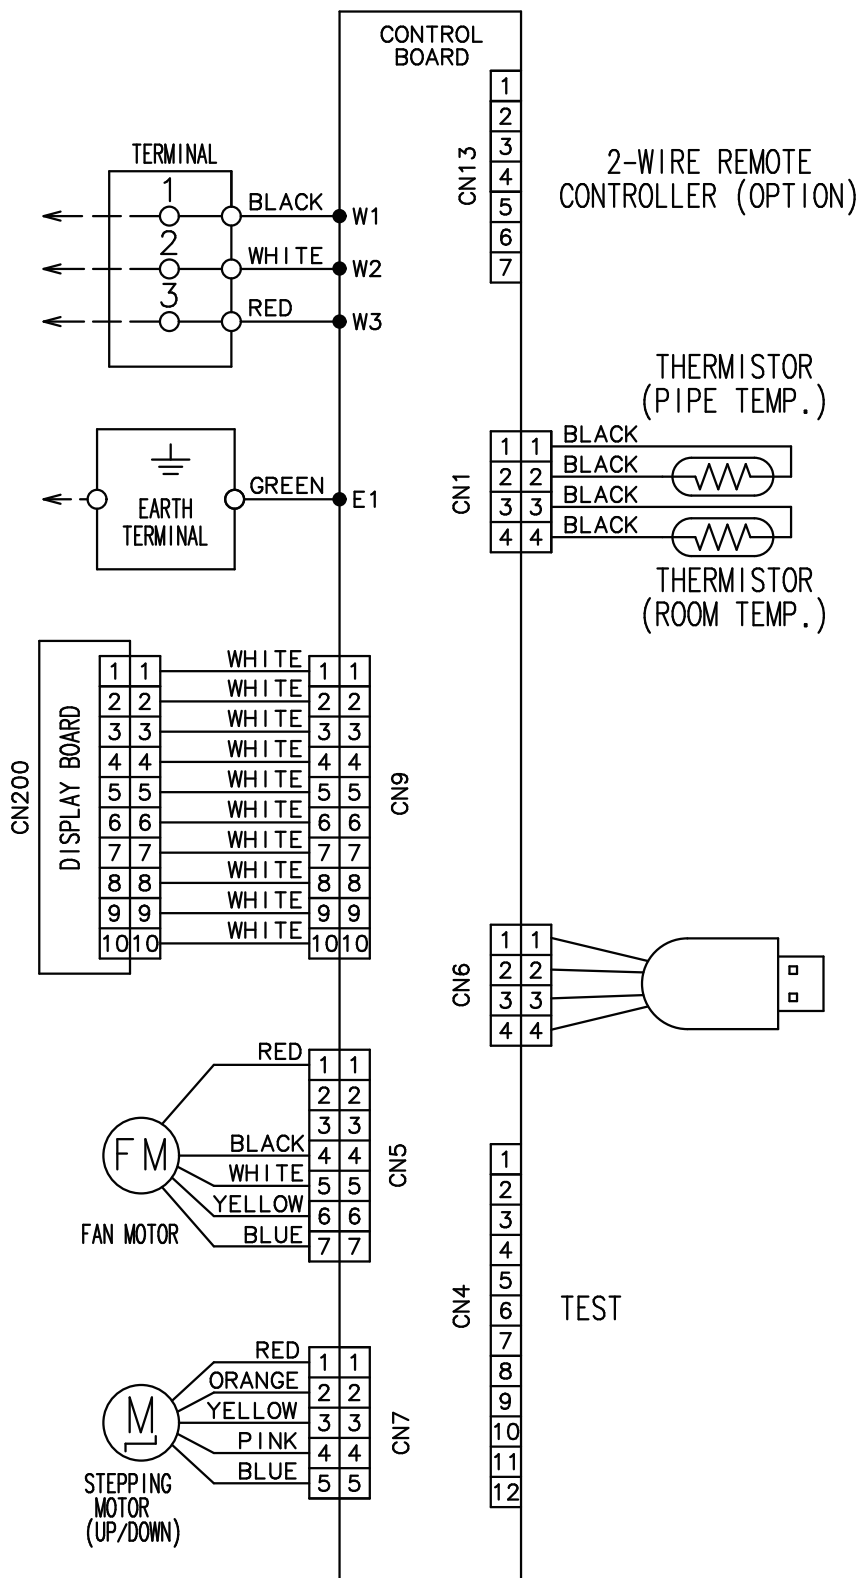 CONTROL
BOARD
CN13
1
2
3
4
5
6
7
2-WIRE REMOTE
CONTROLLER (OPTION)
TERMINAL
1 BLACK W1
2 WHITE W2
3 RED W3
EARTH
TERMINAL
GREEN E1
THERMISTOR
(PIPE TEMP.)
CN1
1 1 BLACK
2 2 BLACK
3 3 BLACK
4 4 BLACK
THERMISTOR
(ROOM TEMP.)
CN200
DISPLAY BOARD
CN9
1 1 WHITE 1 1
2 2 WHITE 2 2
3 3 WHITE 3 3
4 4 WHITE 4 4
5 5 WHITE 5 5
6 6 WHITE 6 6
7 7 WHITE 7 7
8 8 WHITE 8 8
9 9 WHITE 9 9
10 10 WHITE 10 10
CN6
1 1
2 2
3 3
4 4
FM
FAN MOTOR
CN5
RED 1 1
2 2
3 3
BLACK 4 4
WHITE 5 5
YELLOW 6 6
BLUE 7 7
CN4
1
2
3
4
5
6
7
8
9
10
11
12
TEST
M
STEPPING
MOTOR
(UP/DOWN)
CN7
RED 1 1
ORANGE 2 2
YELLOW 3 3
PINK 4 4
BLUE 5 5